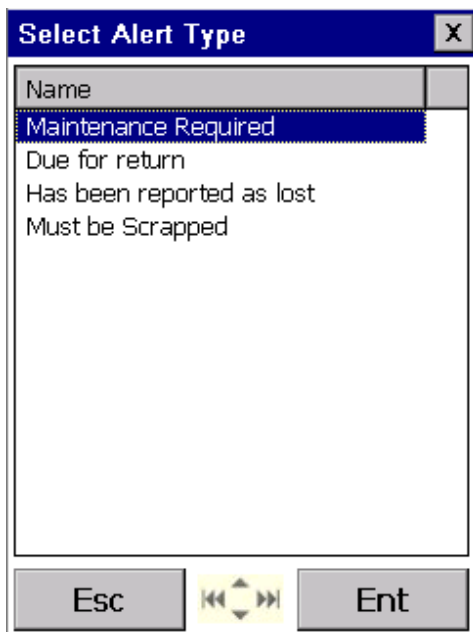 Select Alert Type X
Name
Maintenance Required
Due for return
Has been reported as lost
Must be Scrapped
Esc Ent